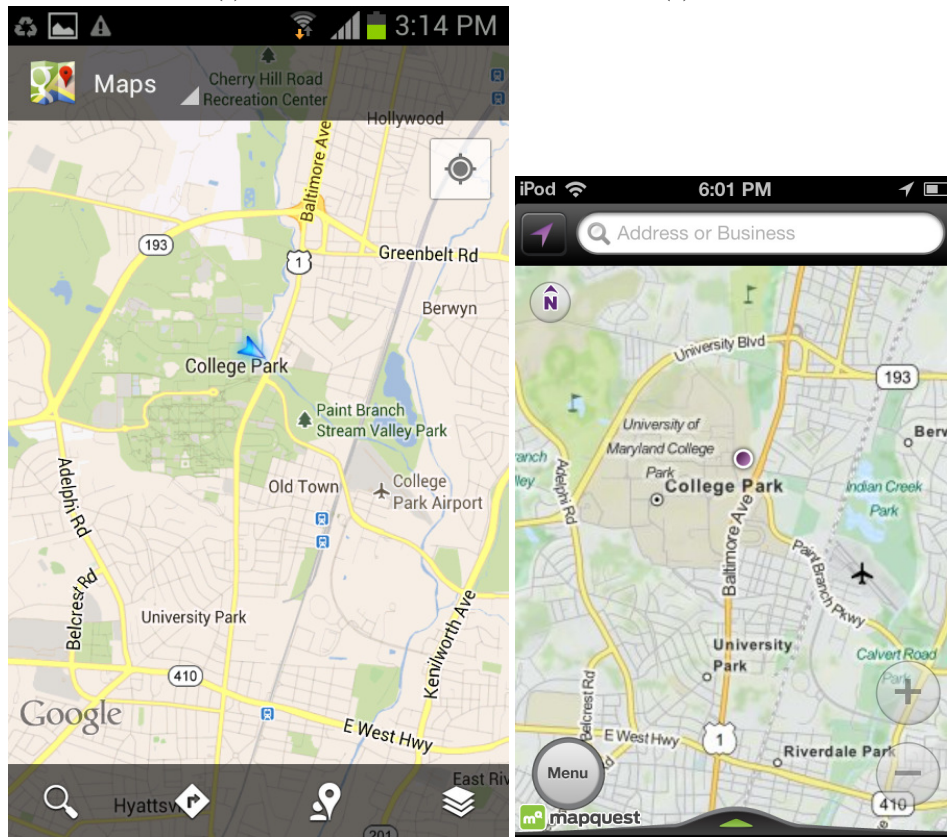 3:14 PM
Maps
Cherry Hill Road
Recreation Center
Hollywood
Baltimore Ave
193
1
Greenbelt Rd
Berwyn
College Park
Paint Branch
Stream Valley Park
Old Town
College
Park Airport
Adelphi Rd
Belcrest Rd
University Park
Kenilworth Ave
410
Google
E West Hwy
East Riv
Hyattsvi
201
iPod
6:01 PM
Address or Business
N
University Blvd
193
University of
Maryland College
Park
Berw
anch
ley
Adelphi Rd
College Park
Indian Creek
Park
Baltimore Ave
Paint Branch Pkwy
University
Park
Calvert Road
Park
Belcrest Rd
E West Hwy
1
Riverdale Park
Menu
410
mapquest